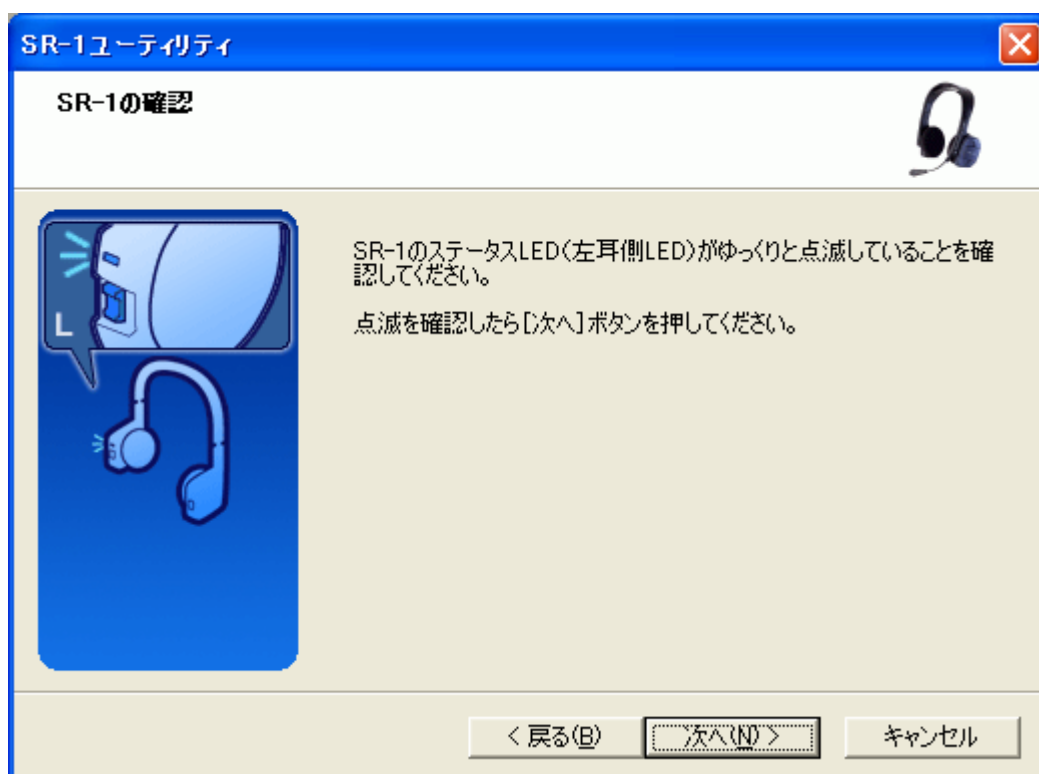 SR-1ユーティリティ
SR-1の確認
L
SR-1のステータスLED(左耳側LED)がゆっくりと点滅していることを確
認してください。
点滅を確認したら[次へ]ボタンを押してください。
< 戻る(B)
次へ(N) >
キャンセル